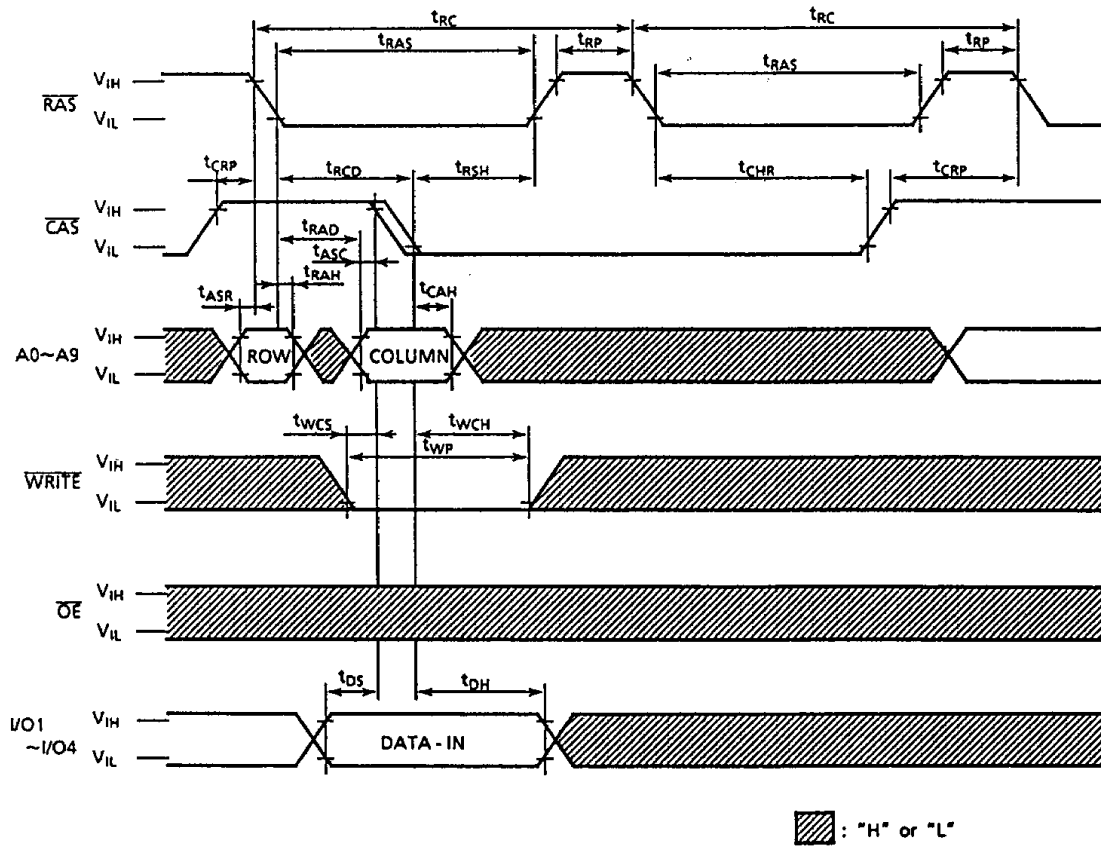 tRC tRC
tRAS tRP tRP
tRAS
VIH
RAS
VIL
tCRP tRCD tRSH tCHR tCRP
VIH
CAS
VIL
tRAD
tASC
tRAH
tASR tCAH
VIH
A0~A9 ROW COLUMN
VIL
tWCS tWCH
tWP
VIH
WRITE
VIL
VIH
OE
VIL
tDS tDH
I/O1 VIH
~I/O4 DATA-IN
VIL
: "H" or "L"